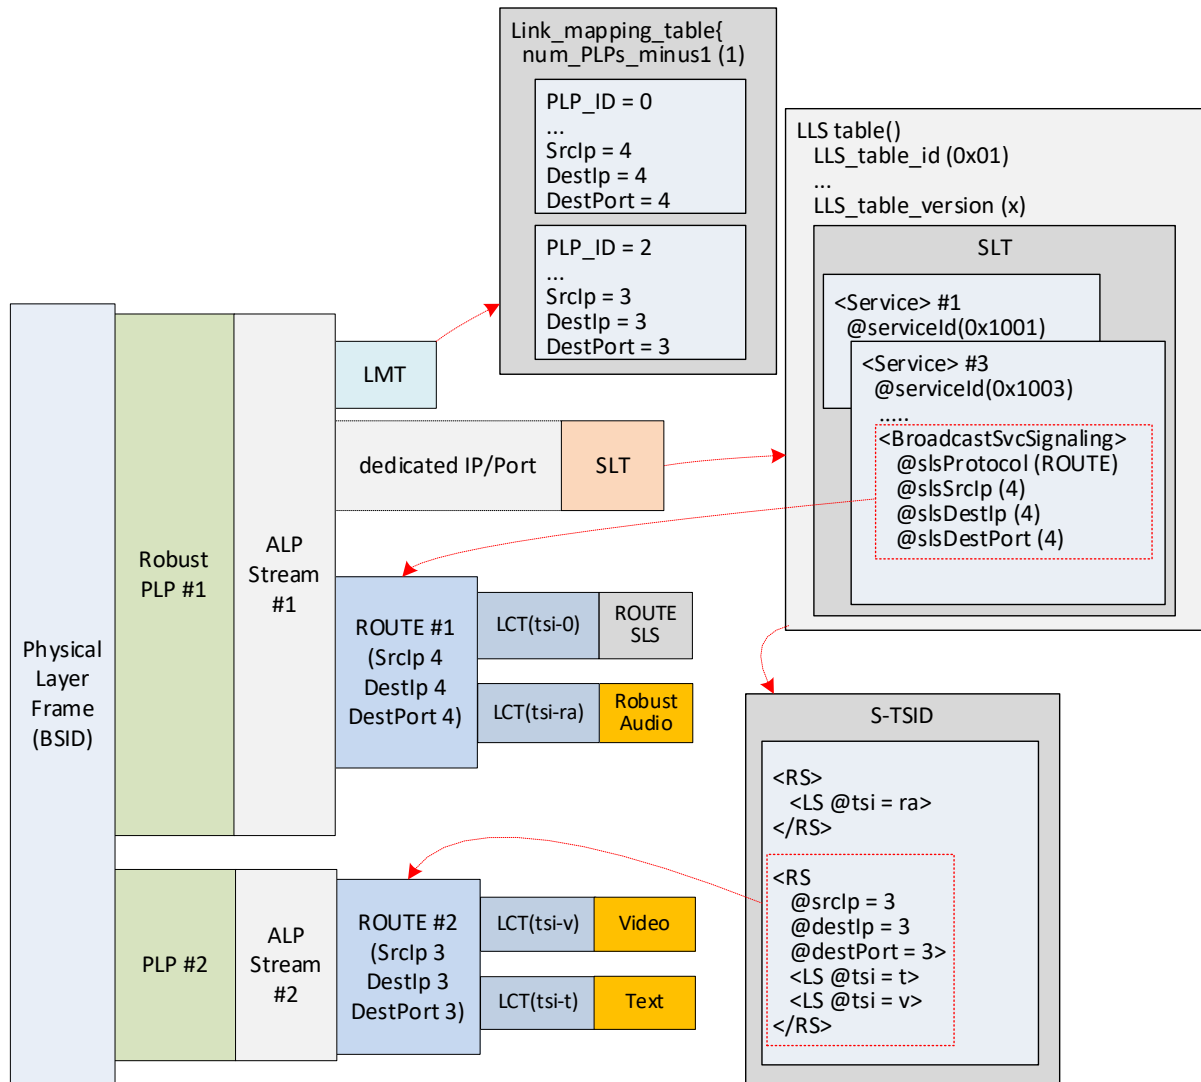 Link_mapping_table{
num_PLPs_minus1 (1)
PLP_ID = 0
...
SrcIp = 4
DestIp = 4
DestPort = 4
PLP_ID = 2
...
SrcIp = 3
DestIp = 3
DestPort = 3
LLS table()
LLS_table_id (0x01)
...
LLS_table_version (x)
SLT
<Service> #1
@serviceId(0x1001)
<Service> #3
@serviceId(0x1003)
.....
<BroadcastSvcSignaling>
@slsProtocol (ROUTE)
@slsSrcIp (4)
@slsDestIp (4)
@slsDestPort (4)
Physical
Layer
Frame
(BSID)
Robust
PLP #1
ALP
Stream
#1
LMT
dedicated IP/Port
SLT
ROUTE #1
(SrcIp 4
DestIp 4
DestPort 4)
LCT(tsi-0)
ROUTE
SLS
LCT(tsi-ra)
Robust
Audio
PLP #2
ALP
Stream
#2
ROUTE #2
(SrcIp 3
DestIp 3
DestPort 3)
LCT(tsi-v)
Video
LCT(tsi-t)
Text
S-TSID
<RS>
<LS @tsi = ra>
</RS>
<RS
@srcIp = 3
@destIp = 3
@destPort = 3>
<LS @tsi = t>
<LS @tsi = v>
</RS>